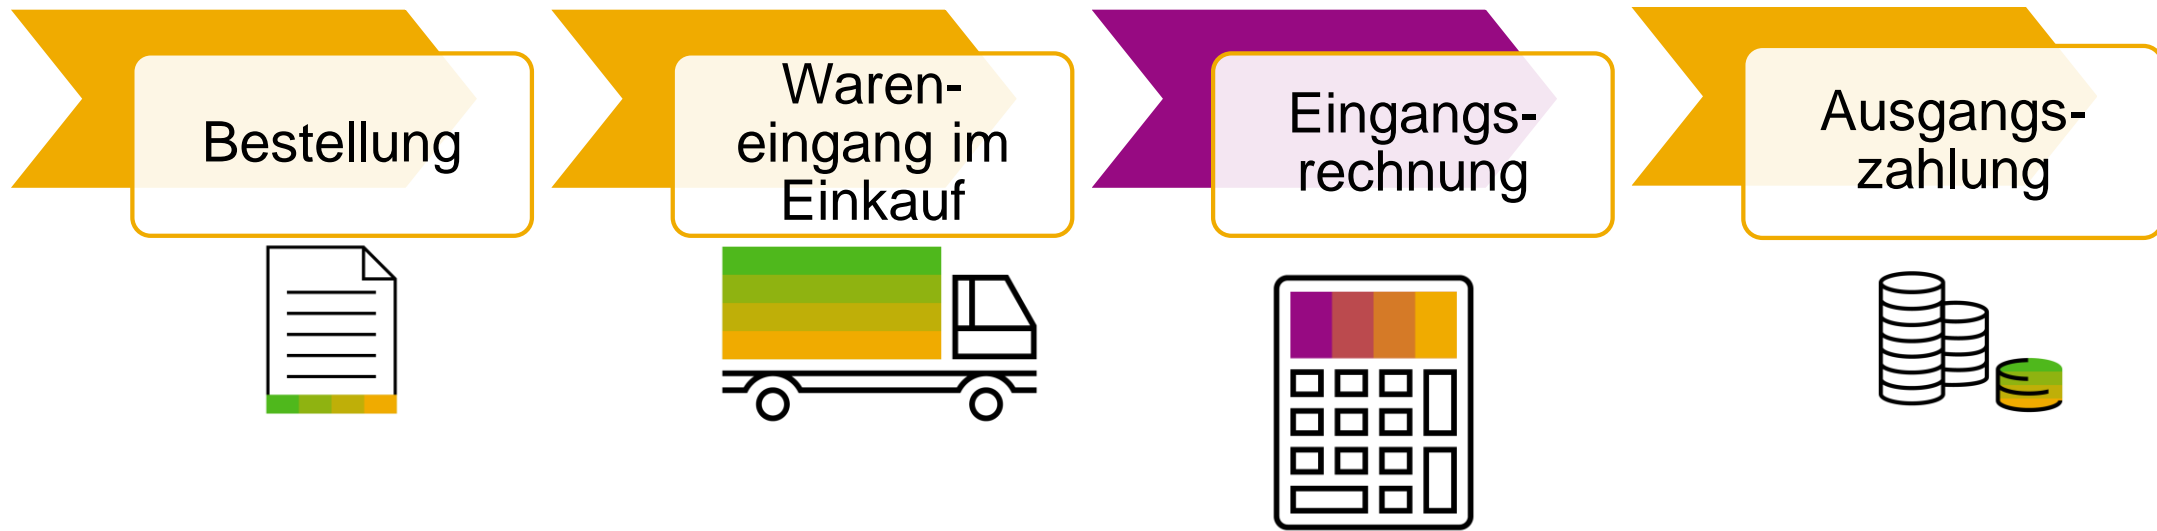 Bestellung
Waren-
eingang im
Einkauf
Eingangs-
rechnung
Ausgangs-
zahlung